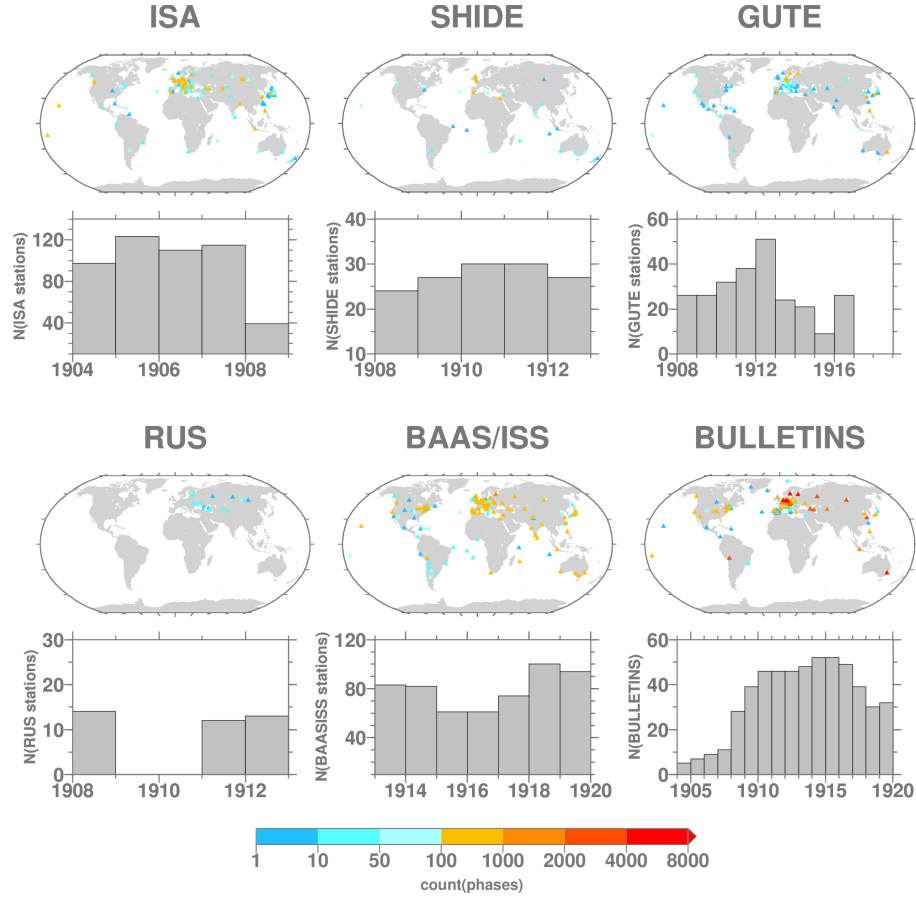 ISA SHIDE GUTE
N(ISA stations)
120
80
40
1904 1906 1908
N(SHIDE stations)
40
30
20
10
1908 1910 1912
N(GUTE stations)
60
40
20
0
1908 1912 1916
RUS BAAS/ISS BULLETINS
N(RUS stations)
30
20
10
0
1908 1910 1912
N(BAASISS stations)
120
80
40
1914 1916 1918 1920
N(BULLETINS)
60
40
20
0
1905 1910 1915 1920
1 10 50 100 1000 2000 4000 8000
count(phases)